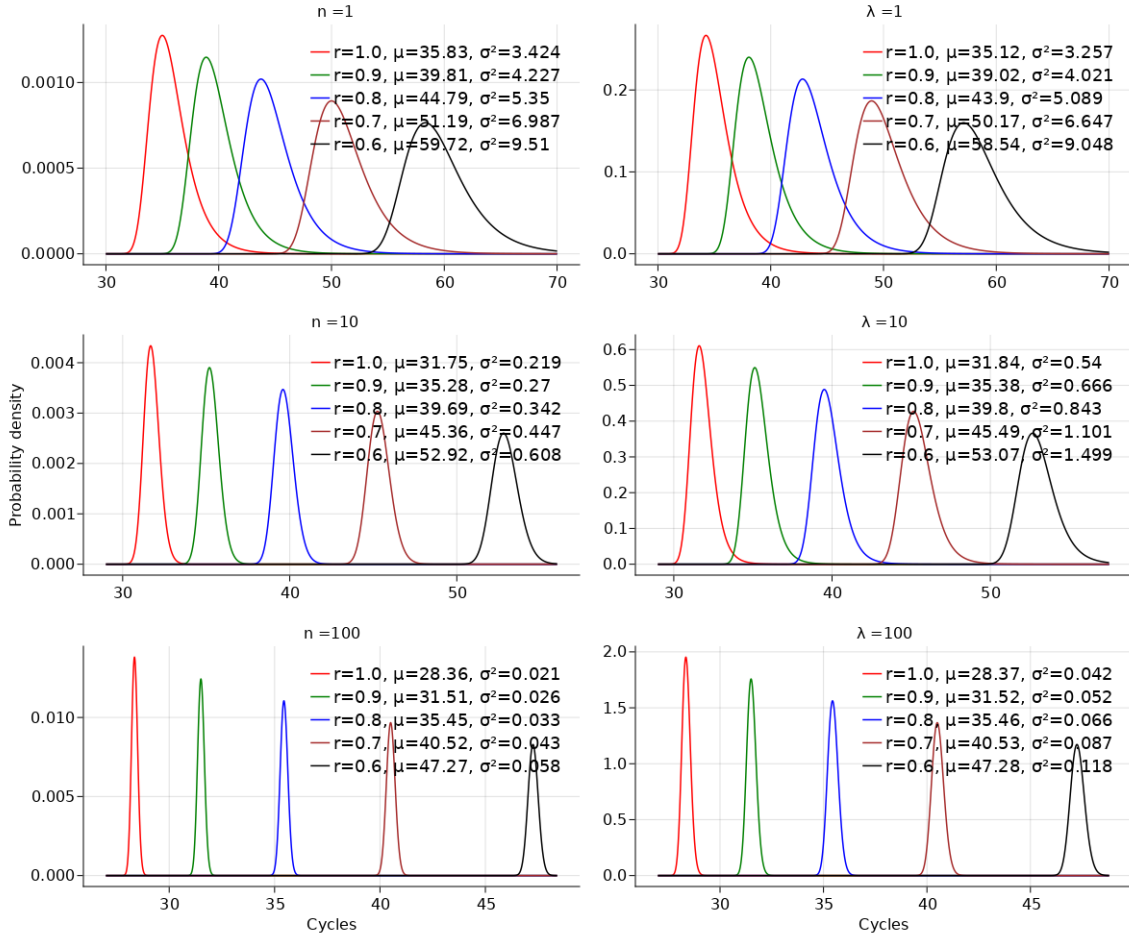 n =1
0.0010
0.0005
0.0000
r=1.0, μ=35.83, σ²=3.424
r=0.9, μ=39.81, σ²=4.227
r=0.8, μ=44.79, σ²=5.35
r=0.7, μ=51.19, σ²=6.987
r=0.6, μ=59.72, σ²=9.51
30 40 50 60 70
λ =1
0.2
0.1
0.0
r=1.0, μ=35.12, σ²=3.257
r=0.9, μ=39.02, σ²=4.021
r=0.8, μ=43.9, σ²=5.089
r=0.7, μ=50.17, σ²=6.647
r=0.6, μ=58.54, σ²=9.048
30 40 50 60 70
Probability density
n =10
0.004
0.003
0.002
0.001
0.000
r=1.0, μ=31.75, σ²=0.219
r=0.9, μ=35.28, σ²=0.27
r=0.8, μ=39.69, σ²=0.342
r=0.7, μ=45.36, σ²=0.447
r=0.6, μ=52.92, σ²=0.608
30 40 50
λ =10
0.6
0.5
0.4
0.3
0.2
0.1
0.0
r=1.0, μ=31.84, σ²=0.54
r=0.9, μ=35.38, σ²=0.666
r=0.8, μ=39.8, σ²=0.843
r=0.7, μ=45.49, σ²=1.101
r=0.6, μ=53.07, σ²=1.499
30 40 50
n =100
0.010
0.005
0.000
r=1.0, μ=28.36, σ²=0.021
r=0.9, μ=31.51, σ²=0.026
r=0.8, μ=35.45, σ²=0.033
r=0.7, μ=40.52, σ²=0.043
r=0.6, μ=47.27, σ²=0.058
30 35 40 45
Cycles
λ =100
2.0
1.5
1.0
0.5
0.0
r=1.0, μ=28.37, σ²=0.042
r=0.9, μ=31.52, σ²=0.052
r=0.8, μ=35.46, σ²=0.066
r=0.7, μ=40.53, σ²=0.087
r=0.6, μ=47.28, σ²=0.118
30 35 40 45
Cycles